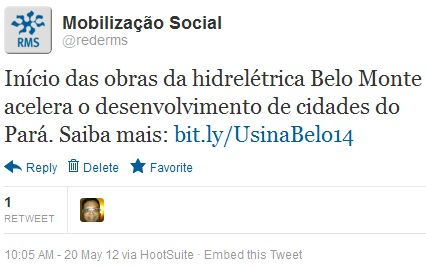 RMS
Mobilização Social
@rederms
Início das obras da hidrelétrica Belo Monte
acelera o desenvolvimento de cidades do
Pará. Saiba mais: bit.ly/UsinaBelo14
Reply Delete Favorite
1
RETWEET
10:05 AM - 20 May 12 via HootSuite · Embed this Tweet